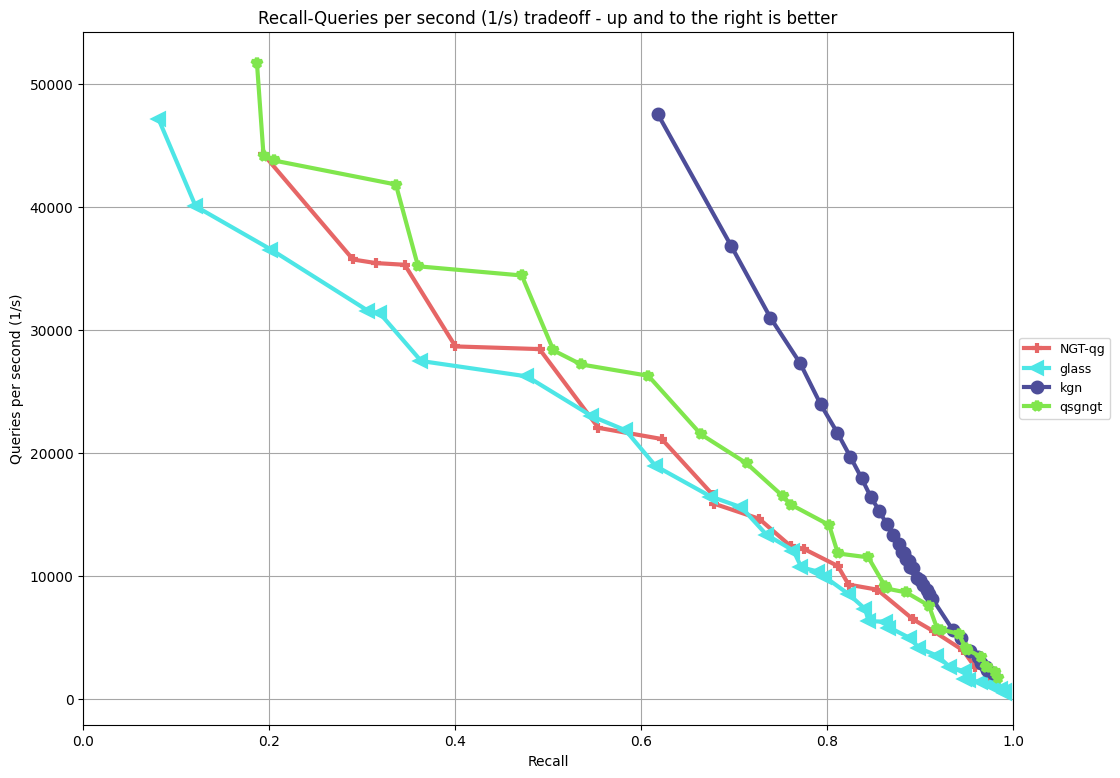 Recall-Queries per second (1/s) tradeoff - up and to the right is better
50000
40000
30000
20000
10000
0
Queries per second (1/s)
0.0 0.2 0.4 0.6 0.8 1.0
Recall
NGT-qg
glass
kgn
qsgngt